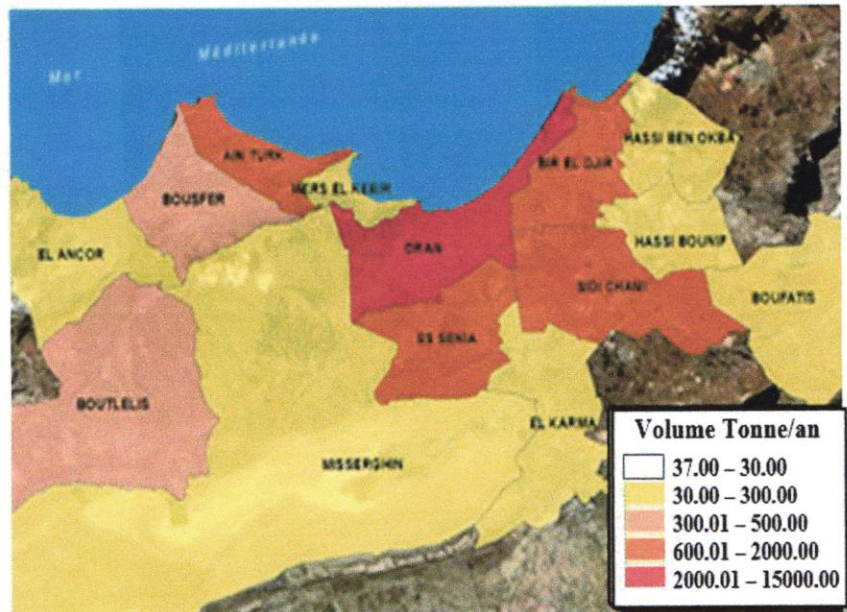 Mer Méditerranée
AIN TURK
MERS EL KEBIR
BIR EL DJIR
HASSI BEN OKBA
BOUSFER
EL ANCOR
ORAN
HASSI BOUNIF
SIDI CHAMI
BOUFATIS
ES SENIA
BOUTLELIS
EL KARMA
MISSERGHIN
Volume Tonne/an
37.00 – 30.00
30.00 – 300.00
300.01 – 500.00
600.01 – 2000.00
2000.01 – 15000.00